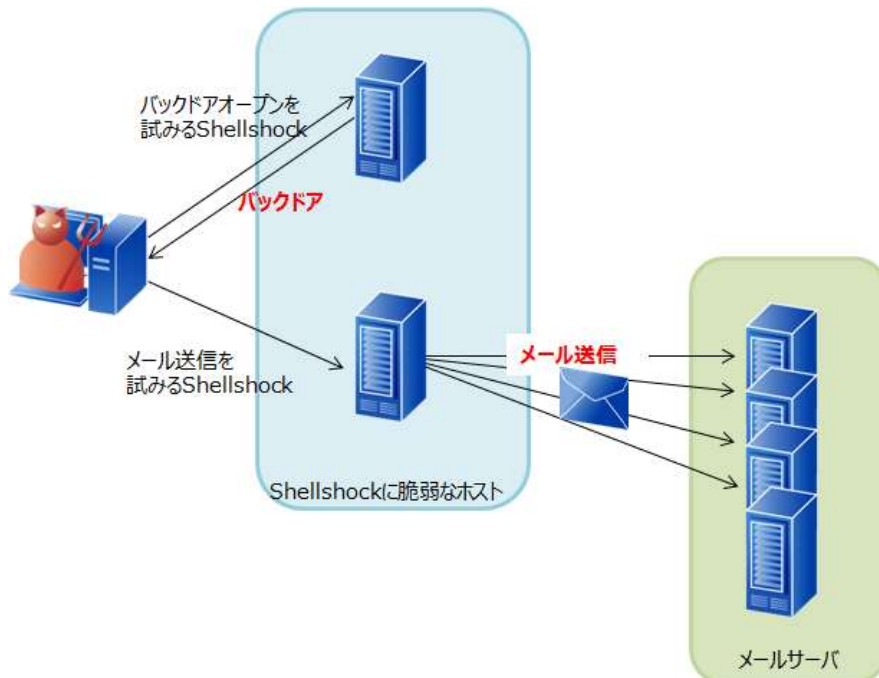 バックドアオープンを
試みるShellshock
バックドア
メール送信を
試みるShellshock
メール送信
Shellshockに脆弱なホスト
メールサーバ